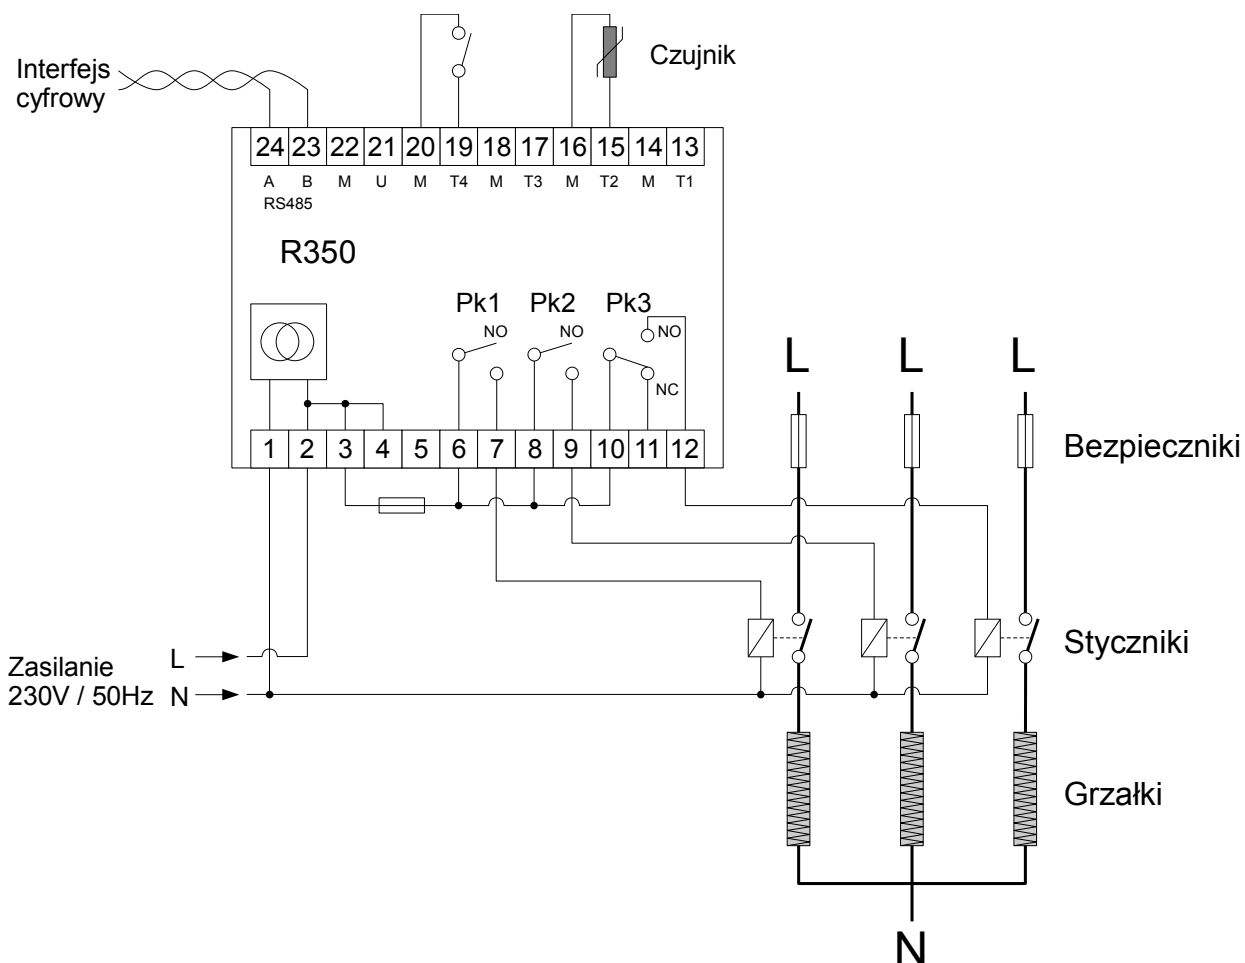 Interfejs
cyfrowy
Czujnik
24 23 22 21 20 19 18 17 16 15 14 13
A B M U M T4 M T3 M T2 M T1
RS485
R350
Pk1 Pk2 Pk3
NO NO NO
NC
1 2 3 4 5 6 7 8 9 10 11 12
L L L
Bezpieczniki
Styczniki
Zasilanie
230V / 50Hz
L
N
Grzałki
N